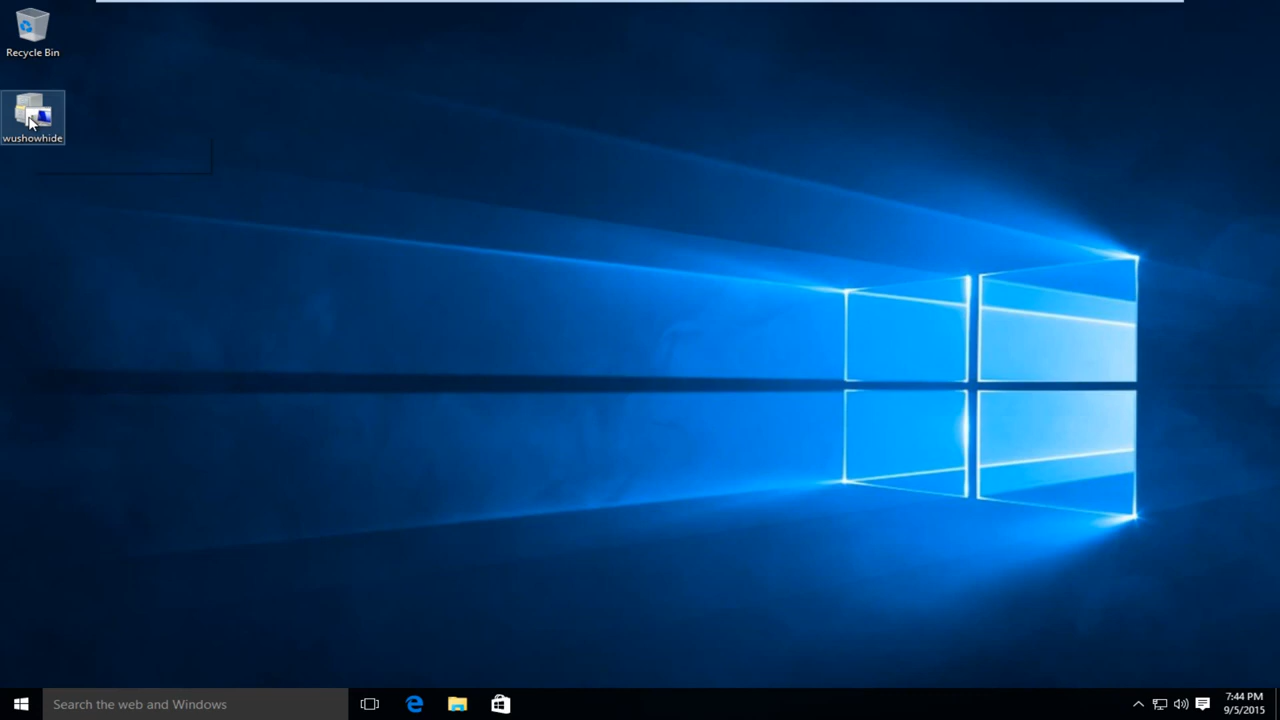 Recycle Bin
wushowhide
Search the web and Windows
7:44 PM
9/5/2015